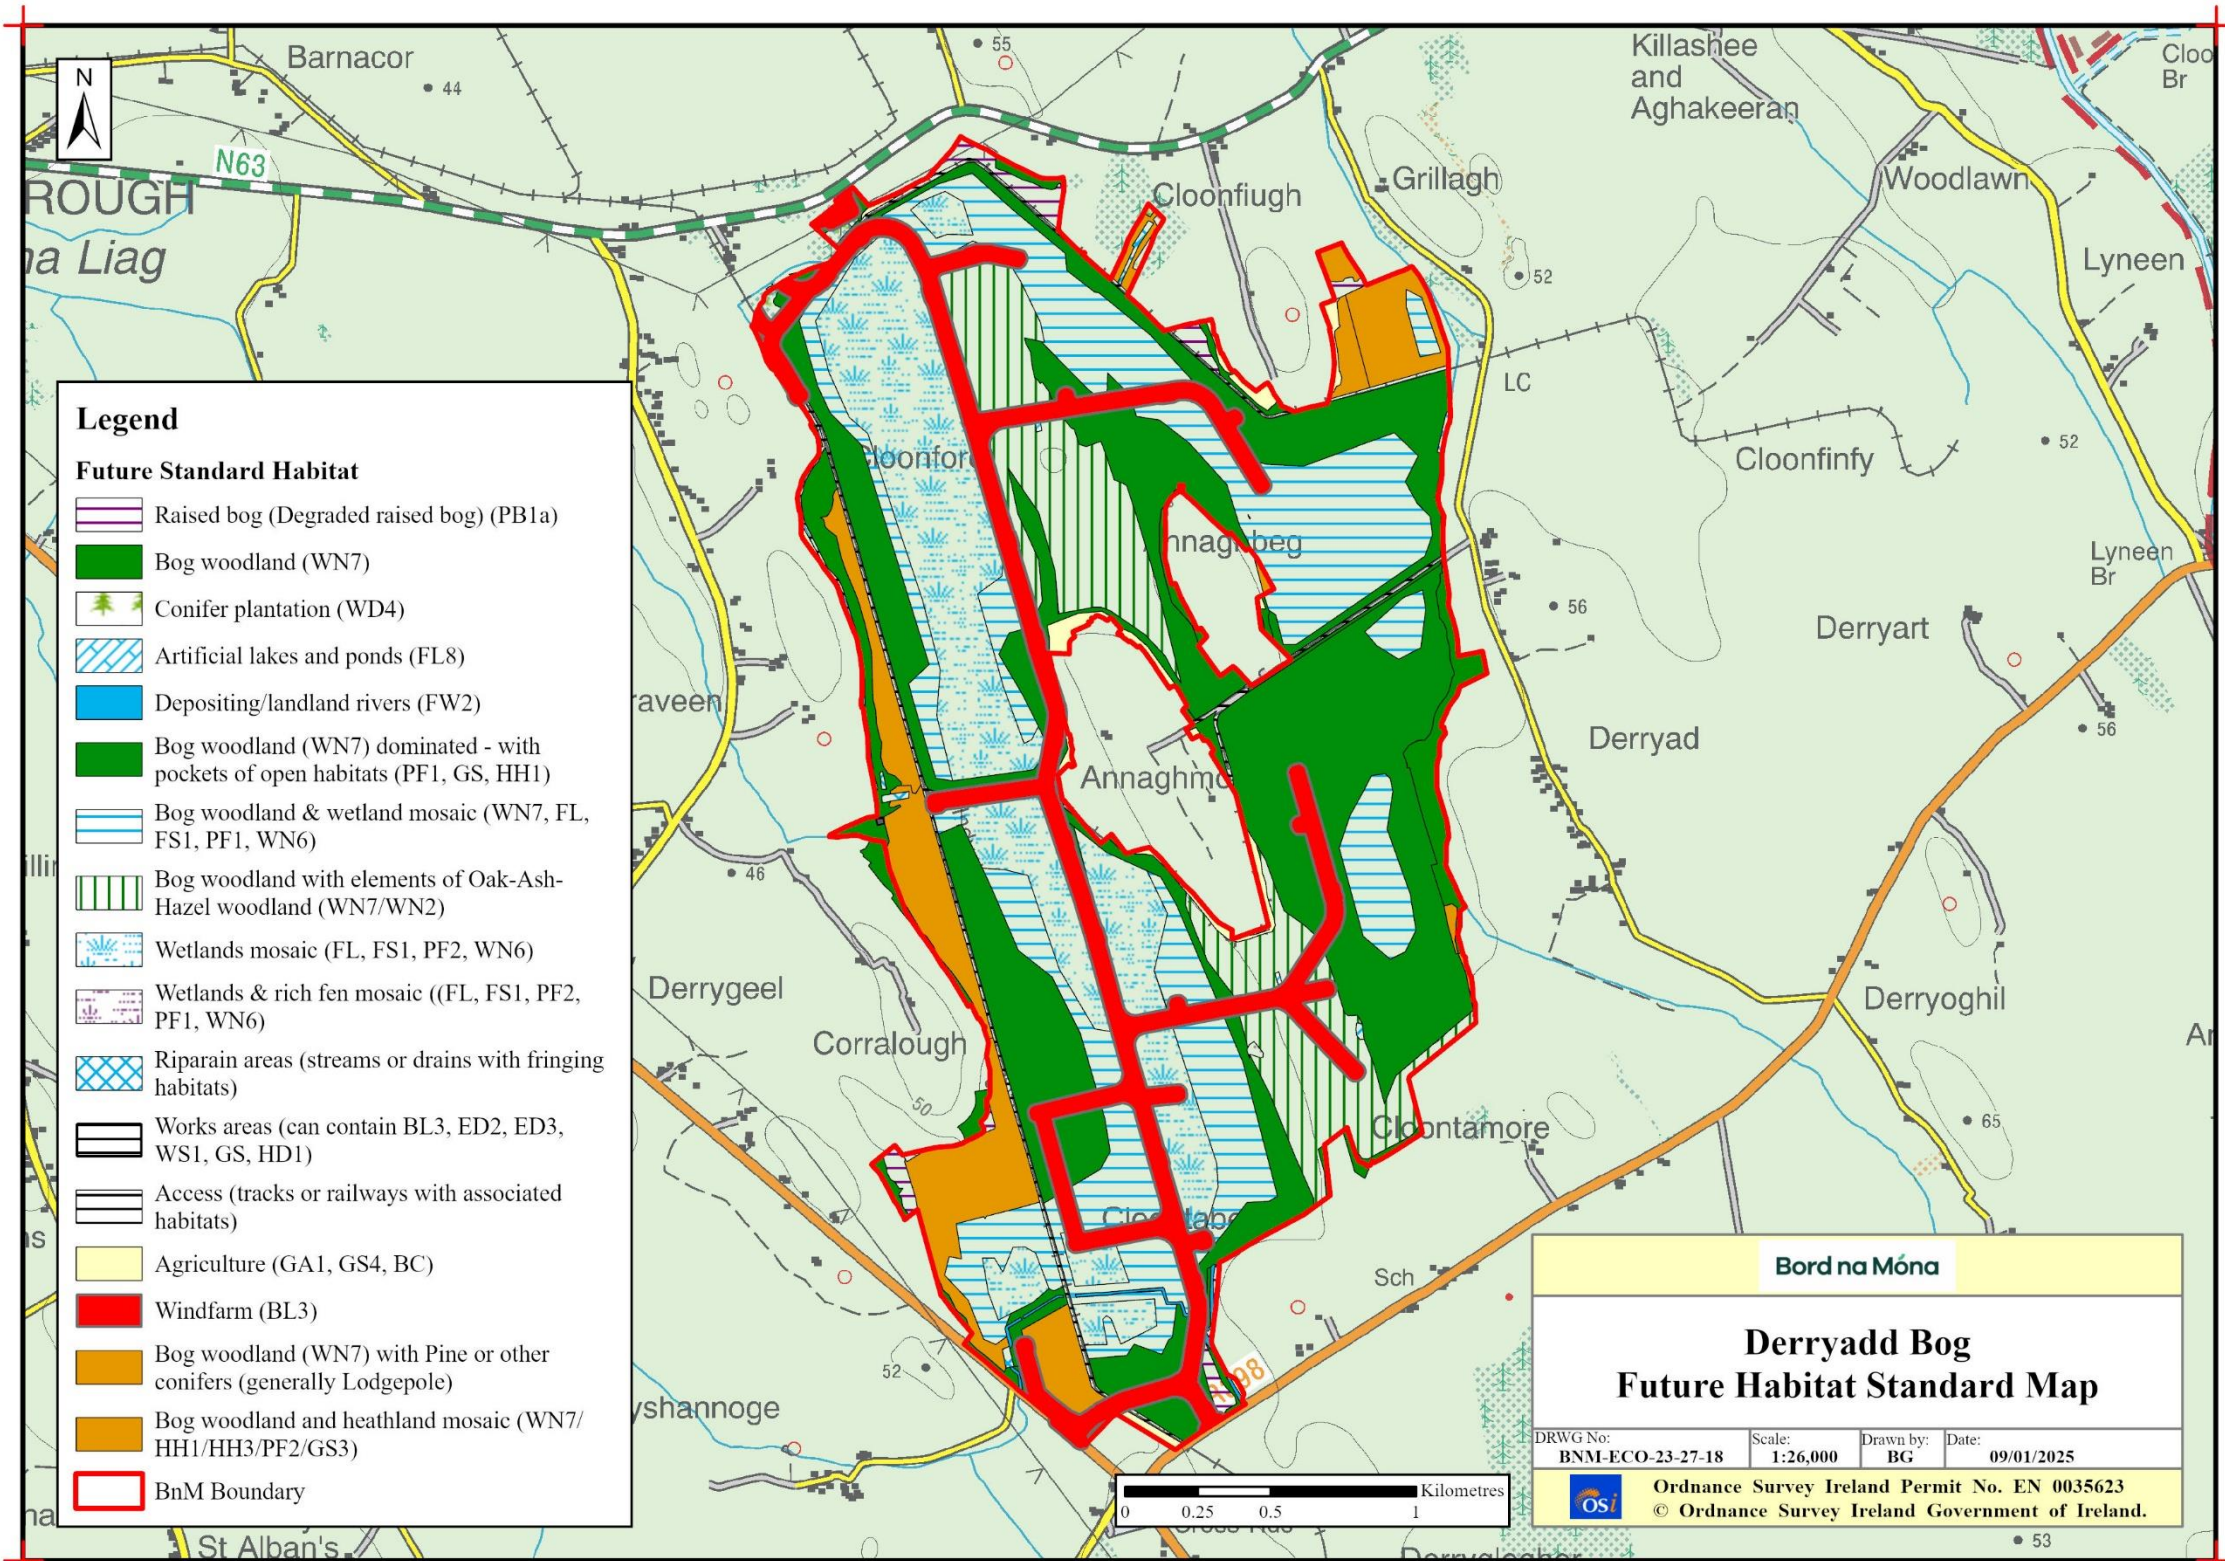 Barnacor
44
55
Killashee
and
Aghakeeran
Cloo
Br
N
N63
ROUGH
na Liag
Cloonfiugh
Grillagh
Woodlawn
Lyneen
52
LC
52
Cloonfinfy
Lyneen
Br
56
Derryart
56
Derryad
raveen
Annaghmo
46
Derrygeel
Corralough
50
Derryoghil
65
Cloontamore
Sch
52
yshannoge
St Alban's
53
Legend
Future Standard Habitat
Raised bog (Degraded raised bog) (PB1a)
Bog woodland (WN7)
Conifer plantation (WD4)
Artificial lakes and ponds (FL8)
Depositing/landland rivers (FW2)
Bog woodland (WN7) dominated - with
pockets of open habitats (PF1, GS, HH1)
Bog woodland & wetland mosaic (WN7, FL,
FS1, PF1, WN6)
Bog woodland with elements of Oak-Ash-
Hazel woodland (WN7/WN2)
Wetlands mosaic (FL, FS1, PF2, WN6)
Wetlands & rich fen mosaic ((FL, FS1, PF2,
PF1, WN6)
Riparain areas (streams or drains with fringing
habitats)
Works areas (can contain BL3, ED2, ED3,
WS1, GS, HD1)
Access (tracks or railways with associated
habitats)
Agriculture (GA1, GS4, BC)
Windfarm (BL3)
Bog woodland (WN7) with Pine or other
conifers (generally Lodgepole)
Bog woodland and heathland mosaic (WN7/
HH1/HH3/PF2/GS3)
BnM Boundary
Kilometres
0 0.25 0.5 1
Bord na Móna
Derryadd Bog
Future Habitat Standard Map
DRWG No: Scale: Drawn by: Date:
BNM-ECO-23-27-18 1:26,000 BG 09/01/2025
OSi
Ordnance Survey Ireland Permit No. EN 0035623
© Ordnance Survey Ireland Government of Ireland.